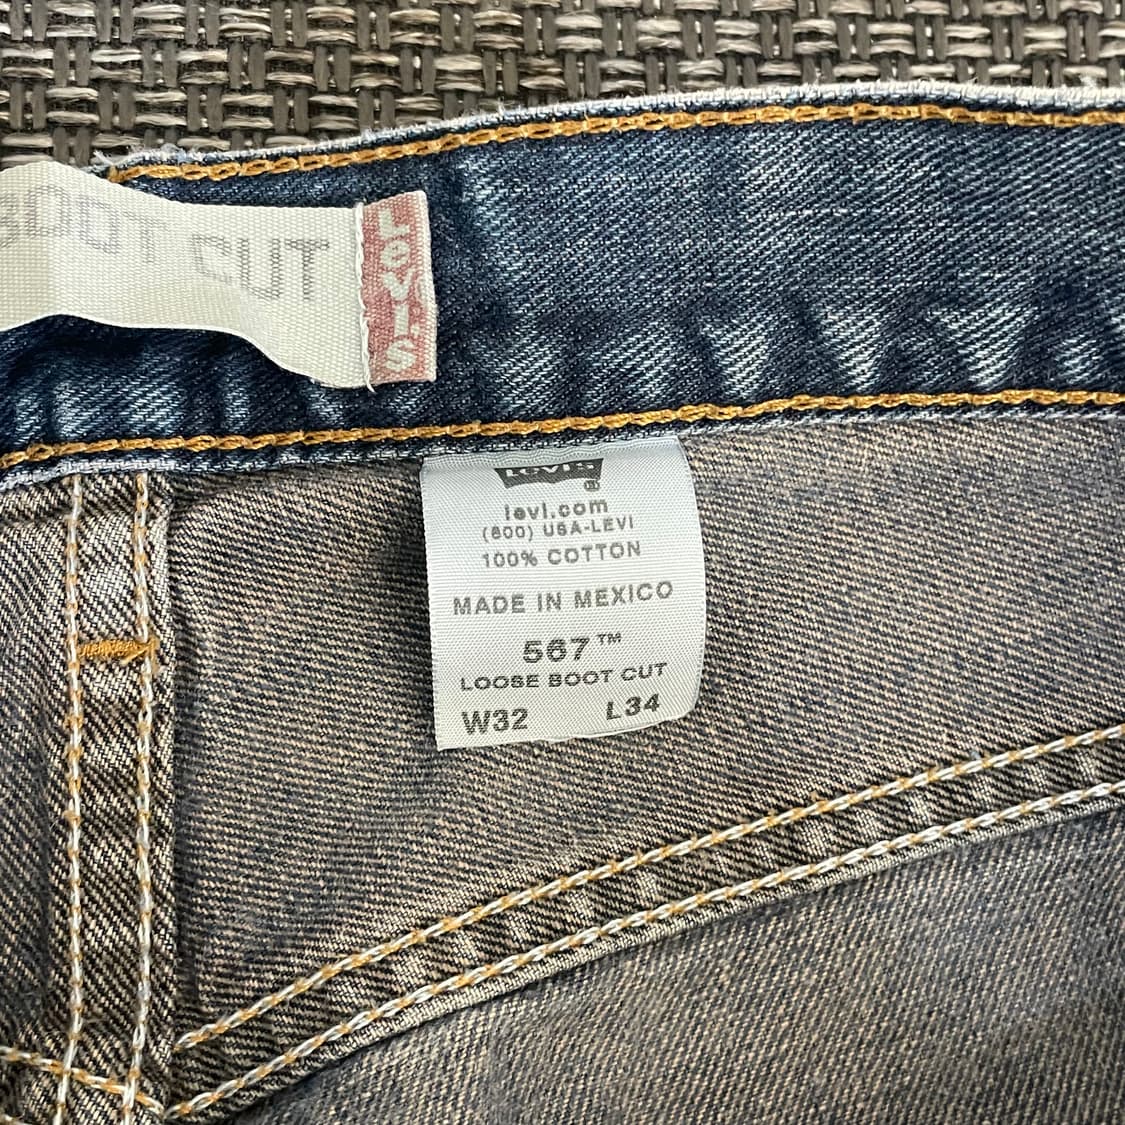 BOOT CUT
LEVI'S
Levi's
levi.com
(800) USA-LEVI
100% COTTON
MADE IN MEXICO
567™
LOOSE BOOT CUT
W32 L34